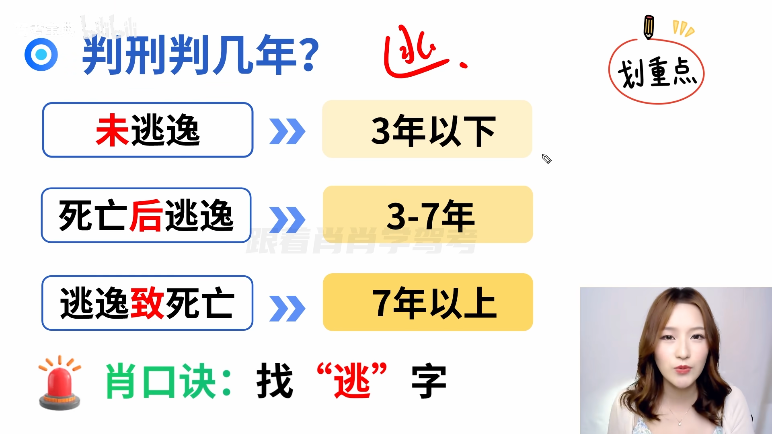 判刑判几年？
逃.
划重点
未逃逸 3年以下
死亡后逃逸 3-7年
跟着肖肖学驾考
逃逸致死亡 7年以上
肖口诀：找“逃”字